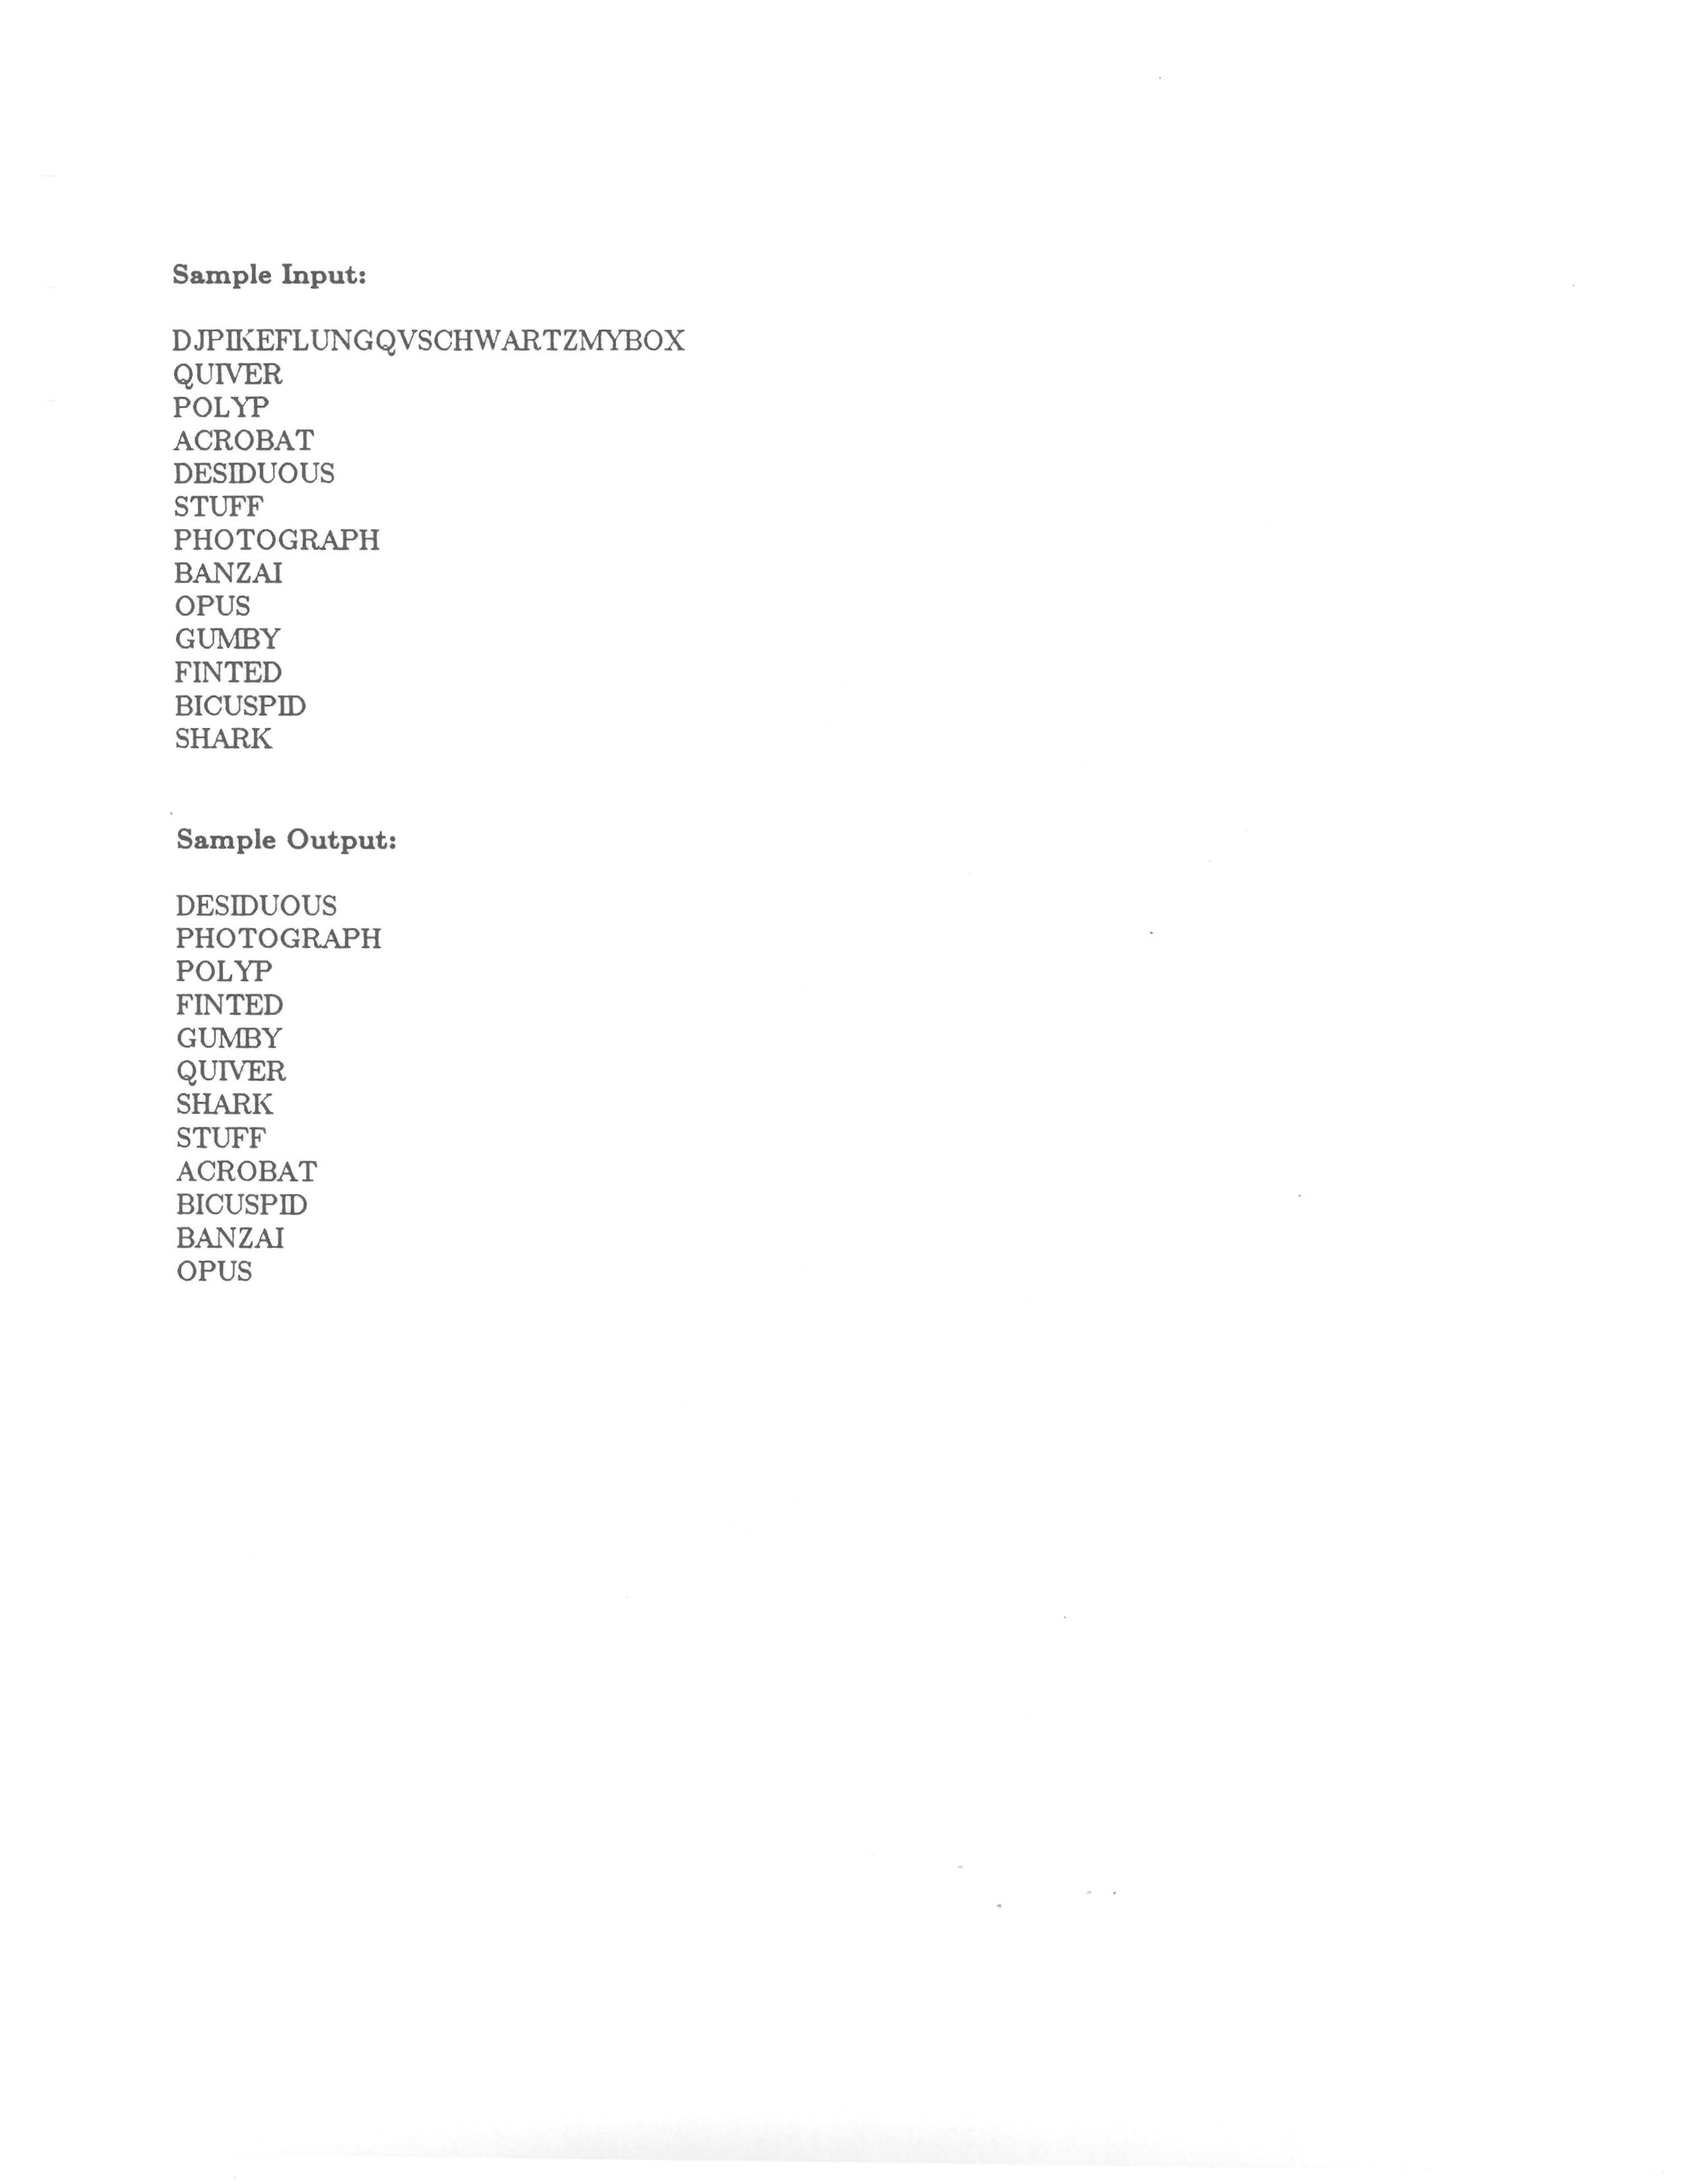 Sample Input:
DJPIKEFLUNGQVSCHWARTZMYBOX
QUIVER
POLYP
ACROBAT
DESIDUOUS
STUFF
PHOTOGRAPH
BANZAI
OPUS
GUMBY
FINTED
BICUSPID
SHARK
Sample Output:
DESIDUOUS
PHOTOGRAPH
POLYP
FINTED
GUMBY
QUIVER
SHARK
STUFF
ACROBAT
BICUSPID
BANZAI
OPUS